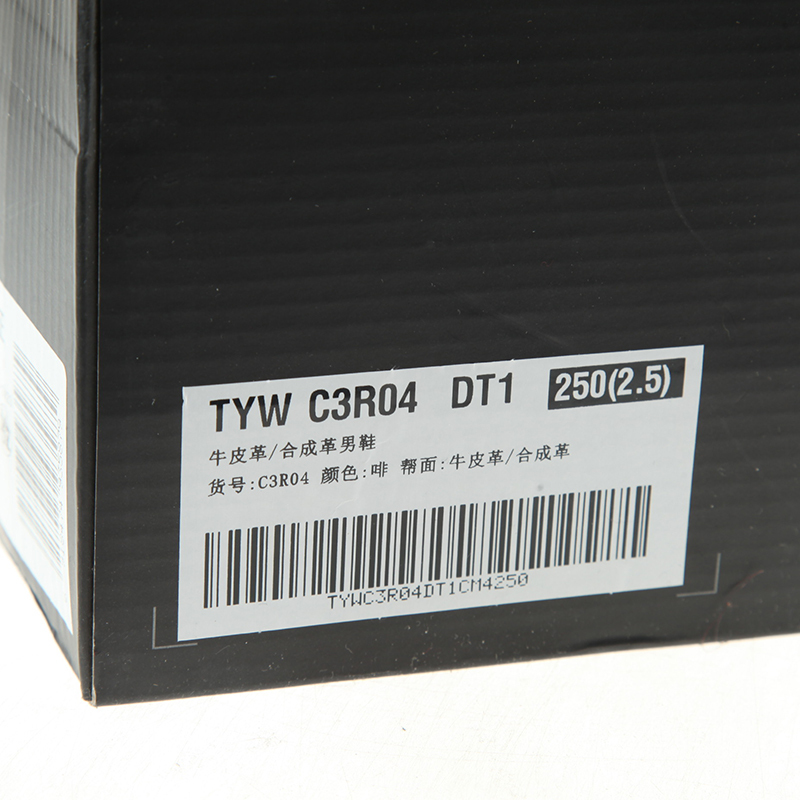 TYW C3R04 DT1 250(2.5)
牛皮革/合成革男鞋
货号:C3R04 颜色:啡 帮面:牛皮革/合成革
TYWC3R04DT1CM4250